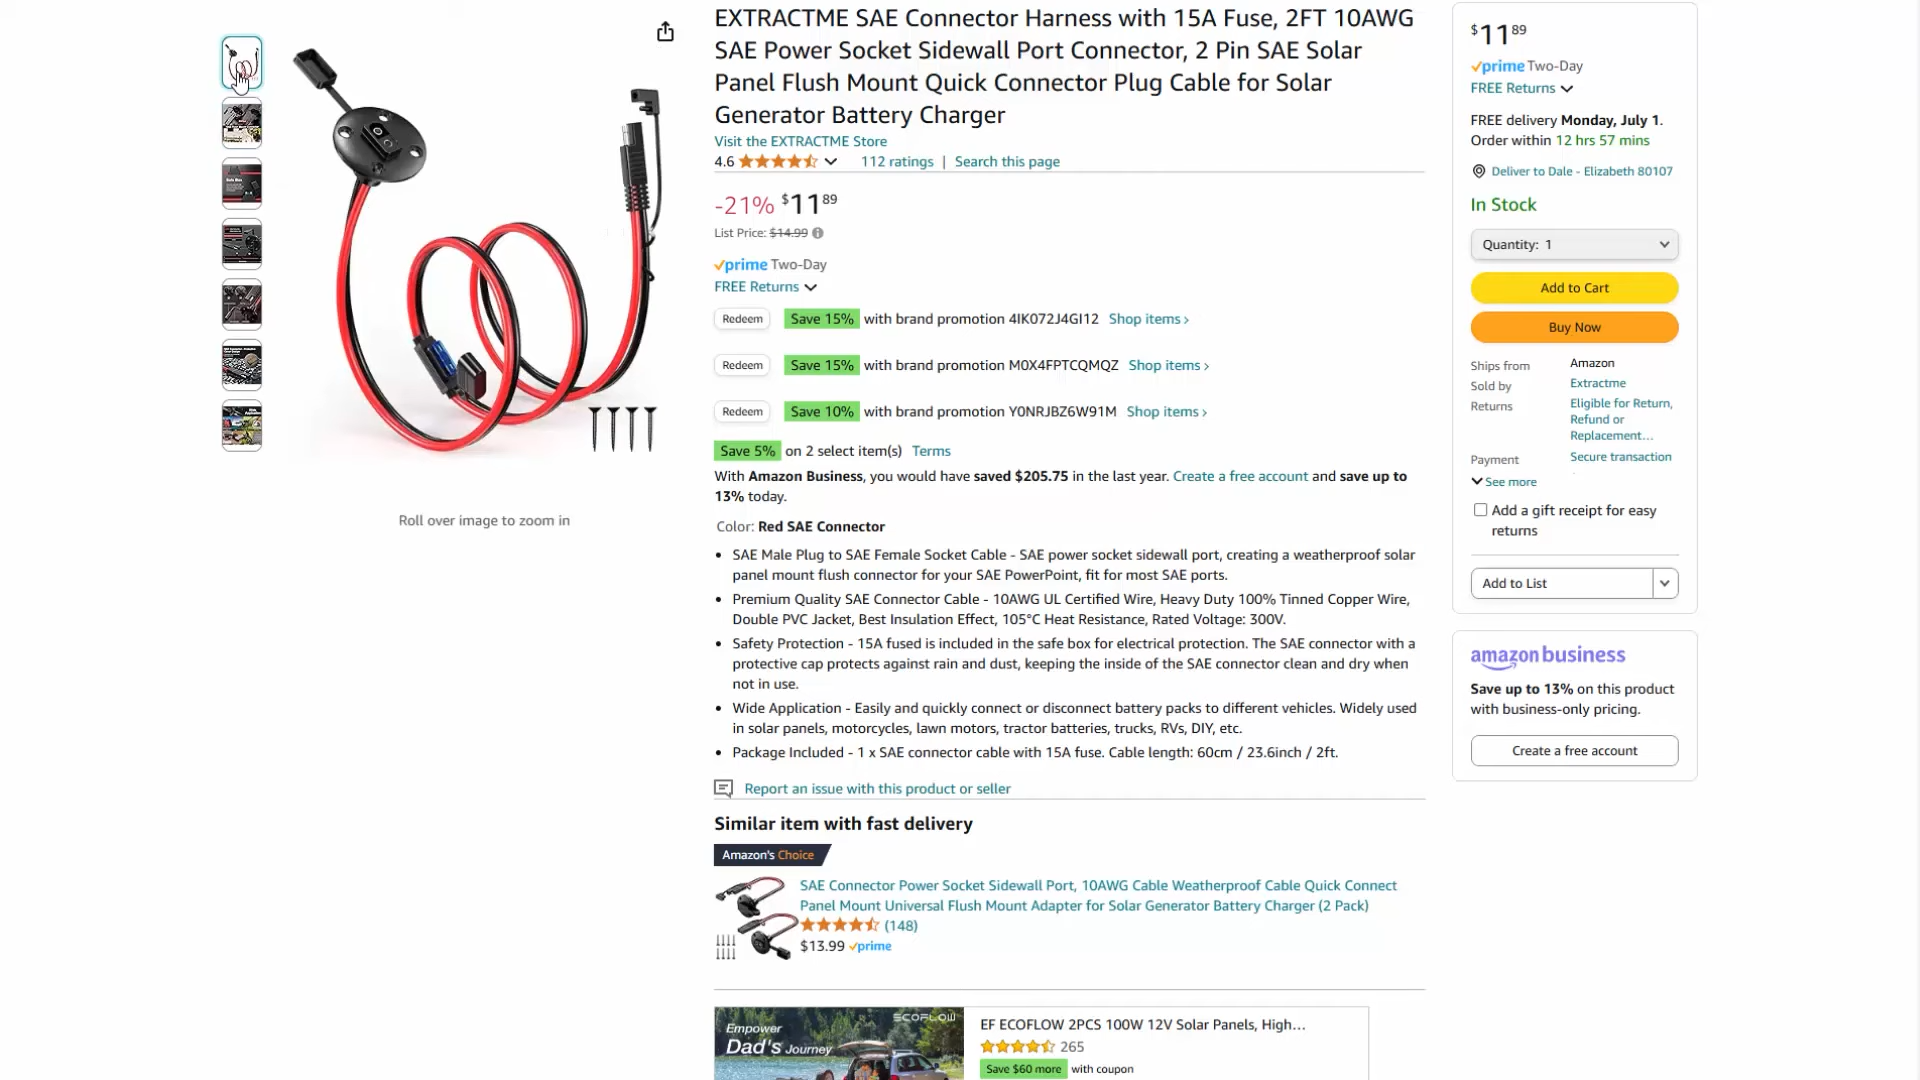 EXTRACTME SAE Connector Harness with 15A Fuse, 2FT 10AWG
SAE Power Socket Sidewall Port Connector, 2 Pin SAE Solar
Panel Flush Mount Quick Connector Plug Cable for Solar
Generator Battery Charger
Visit the EXTRACTME Store
4.6 112 ratings | Search this page
-21% $11 89
List Price: $14.99
prime Two-Day
FREE Returns
Redeem Save 15% with brand promotion 4IK072J4GI12 Shop items ›
Redeem Save 15% with brand promotion M0X4FPTCQMQZ Shop items ›
Redeem Save 10% with brand promotion Y0NRJBZ6W91M Shop items ›
Save 5% on 2 select item(s) Terms
With Amazon Business, you would have saved $205.75 in the last year. Create a free account and save up to
13% today.
Color: Red SAE Connector
• SAE Male Plug to SAE Female Socket Cable - SAE power socket sidewall port, creating a weatherproof solar
panel mount flush connector for your SAE PowerPoint, fit for most SAE ports.
• Premium Quality SAE Connector Cable - 10AWG UL Certified Wire, Heavy Duty 100% Tinned Copper Wire,
Double PVC Jacket, Best Insulation Effect, 105°C Heat Resistance, Rated Voltage: 300V.
• Safety Protection - 15A fused is included in the safe box for electrical protection. The SAE connector with a
protective cap protects against rain and dust, keeping the inside of the SAE connector clean and dry when
not in use.
• Wide Application - Easily and quickly connect or disconnect battery packs to different vehicles. Widely used
in solar panels, motorcycles, lawn motors, tractor batteries, trucks, RVs, DIY, etc.
• Package Included - 1 x SAE connector cable with 15A fuse. Cable length: 60cm / 23.6inch / 2ft.
Report an issue with this product or seller
Similar item with fast delivery
Amazon's Choice
SAE Connector Power Socket Sidewall Port, 10AWG Cable Weatherproof Cable Quick Connect
Panel Mount Universal Flush Mount Adapter for Solar Generator Battery Charger (2 Pack)
(148)
$13.99 prime
ECOFLOW
Empower
Dad's Journey
EF ECOFLOW 2PCS 100W 12V Solar Panels, High...
265
Save $60 more with coupon
Roll over image to zoom in
$11 89
prime Two-Day
FREE Returns
FREE delivery Monday, July 1.
Order within 12 hrs 57 mins
Deliver to Dale - Elizabeth 80107
In Stock
Quantity: 1
Add to Cart
Buy Now
Ships from Amazon
Sold by Extractme
Returns Eligible for Return,
Refund or
Replacement...
Payment Secure transaction
See more
Add a gift receipt for easy
returns
Add to List
amazon business
Save up to 13% on this product
with business-only pricing.
Create a free account